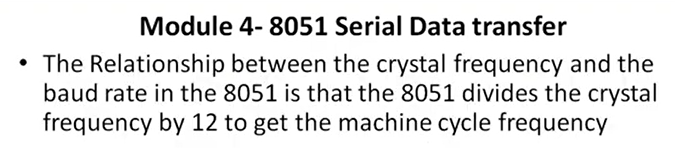 Module 4- 8051 Serial Data transfer
• The Relationship between the crystal frequency and the
baud rate in the 8051 is that the 8051 divides the crystal
frequency by 12 to get the machine cycle frequency